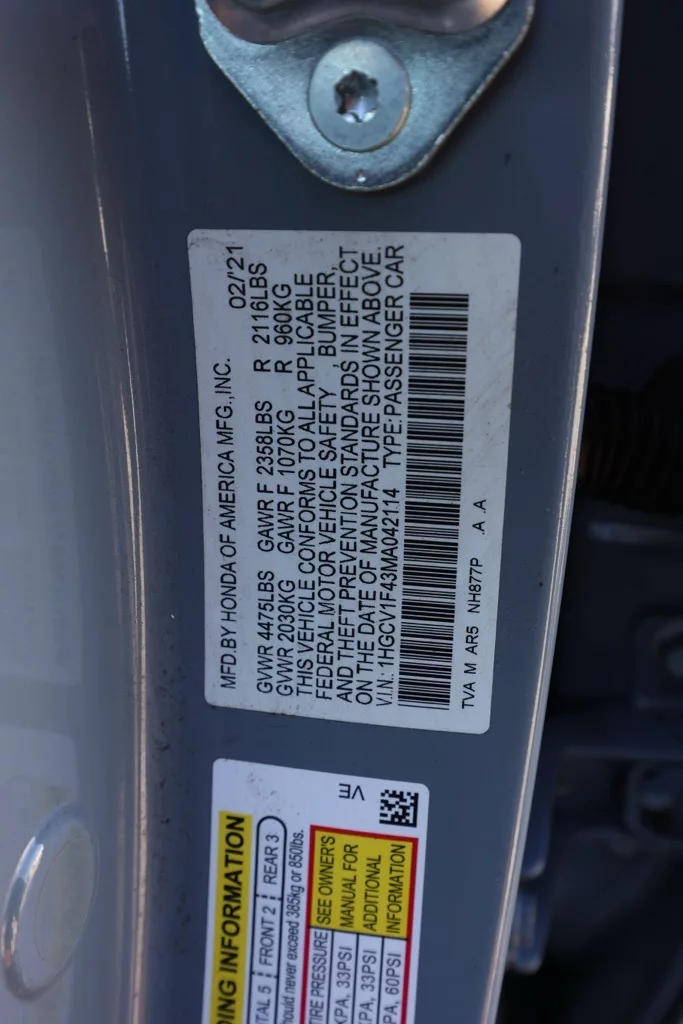 MFD.BY HONDA OF AMERICA MFG.,INC. 02/'21
GVWR 4475LBS GAWR F 2358LBS R 2116LBS
GVWR 2030KG GAWR F 1070KG R 960KG
THIS VEHICLE CONFORMS TO ALL APPLICABLE
FEDERAL MOTOR VEHICLE SAFETY , BUMPER,
AND THEFT PREVENTION STANDARDS IN EFFECT
ON THE DATE OF MANUFACTURE SHOWN ABOVE.
V.I.N.: 1HGCV1F43MA042114 TYPE:PASSENGER CAR
TVA M AR5 NH877P .A .A
VE
DING INFORMATION
TAL 5 FRONT 2 REAR 3
hould never exceed 385kg or 850lbs.
TIRE PRESSURE
KPA, 33PSI
KPA, 33PSI
PA, 60PSI
SEE OWNER'S
MANUAL FOR
ADDITIONAL
INFORMATION